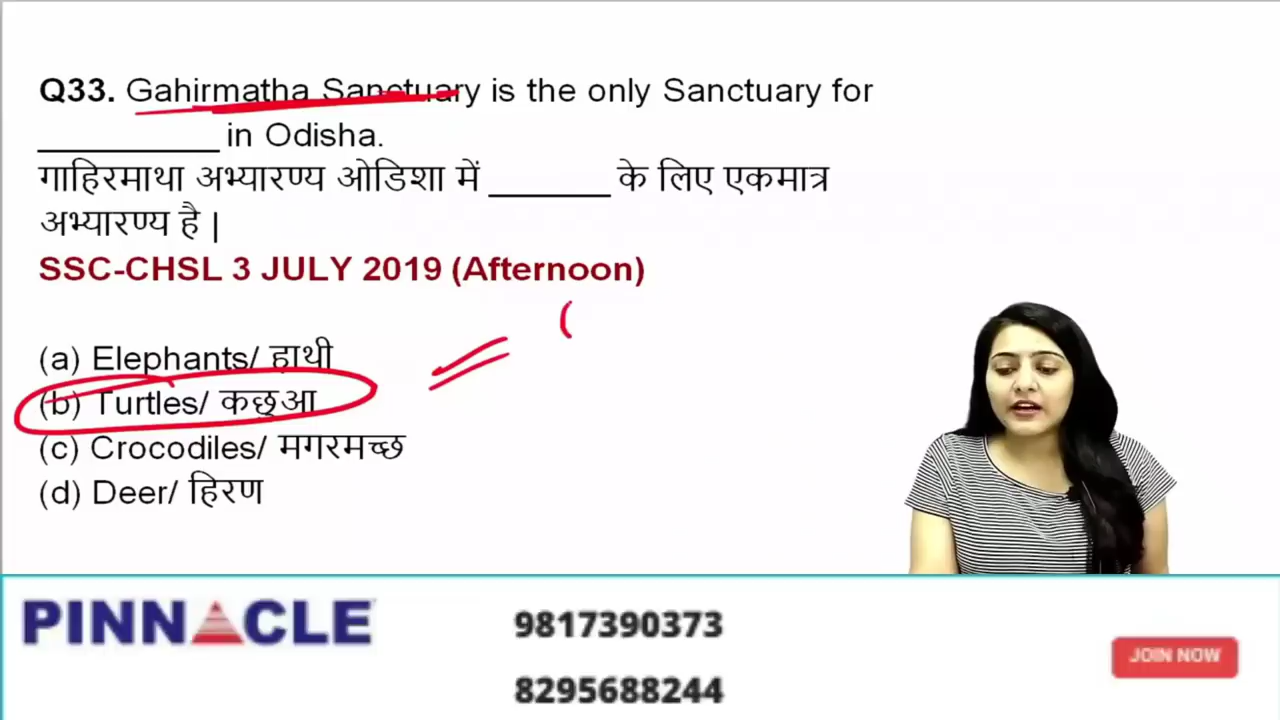 Q33. Gahirmatha Sanctuary is the only Sanctuary for
__________ in Odisha.
गाहिरमाथा अभ्यारण्य ओडिशा में _______ के लिए एकमात्र
अभ्यारण्य है |
SSC-CHSL 3 JULY 2019 (Afternoon)
(a) Elephants/ हाथी
(b) Turtles/ कछुआ
(c) Crocodiles/ मगरमच्छ
(d) Deer/ हिरण
PINNACLE
9817390373
8295688244
JOIN NOW